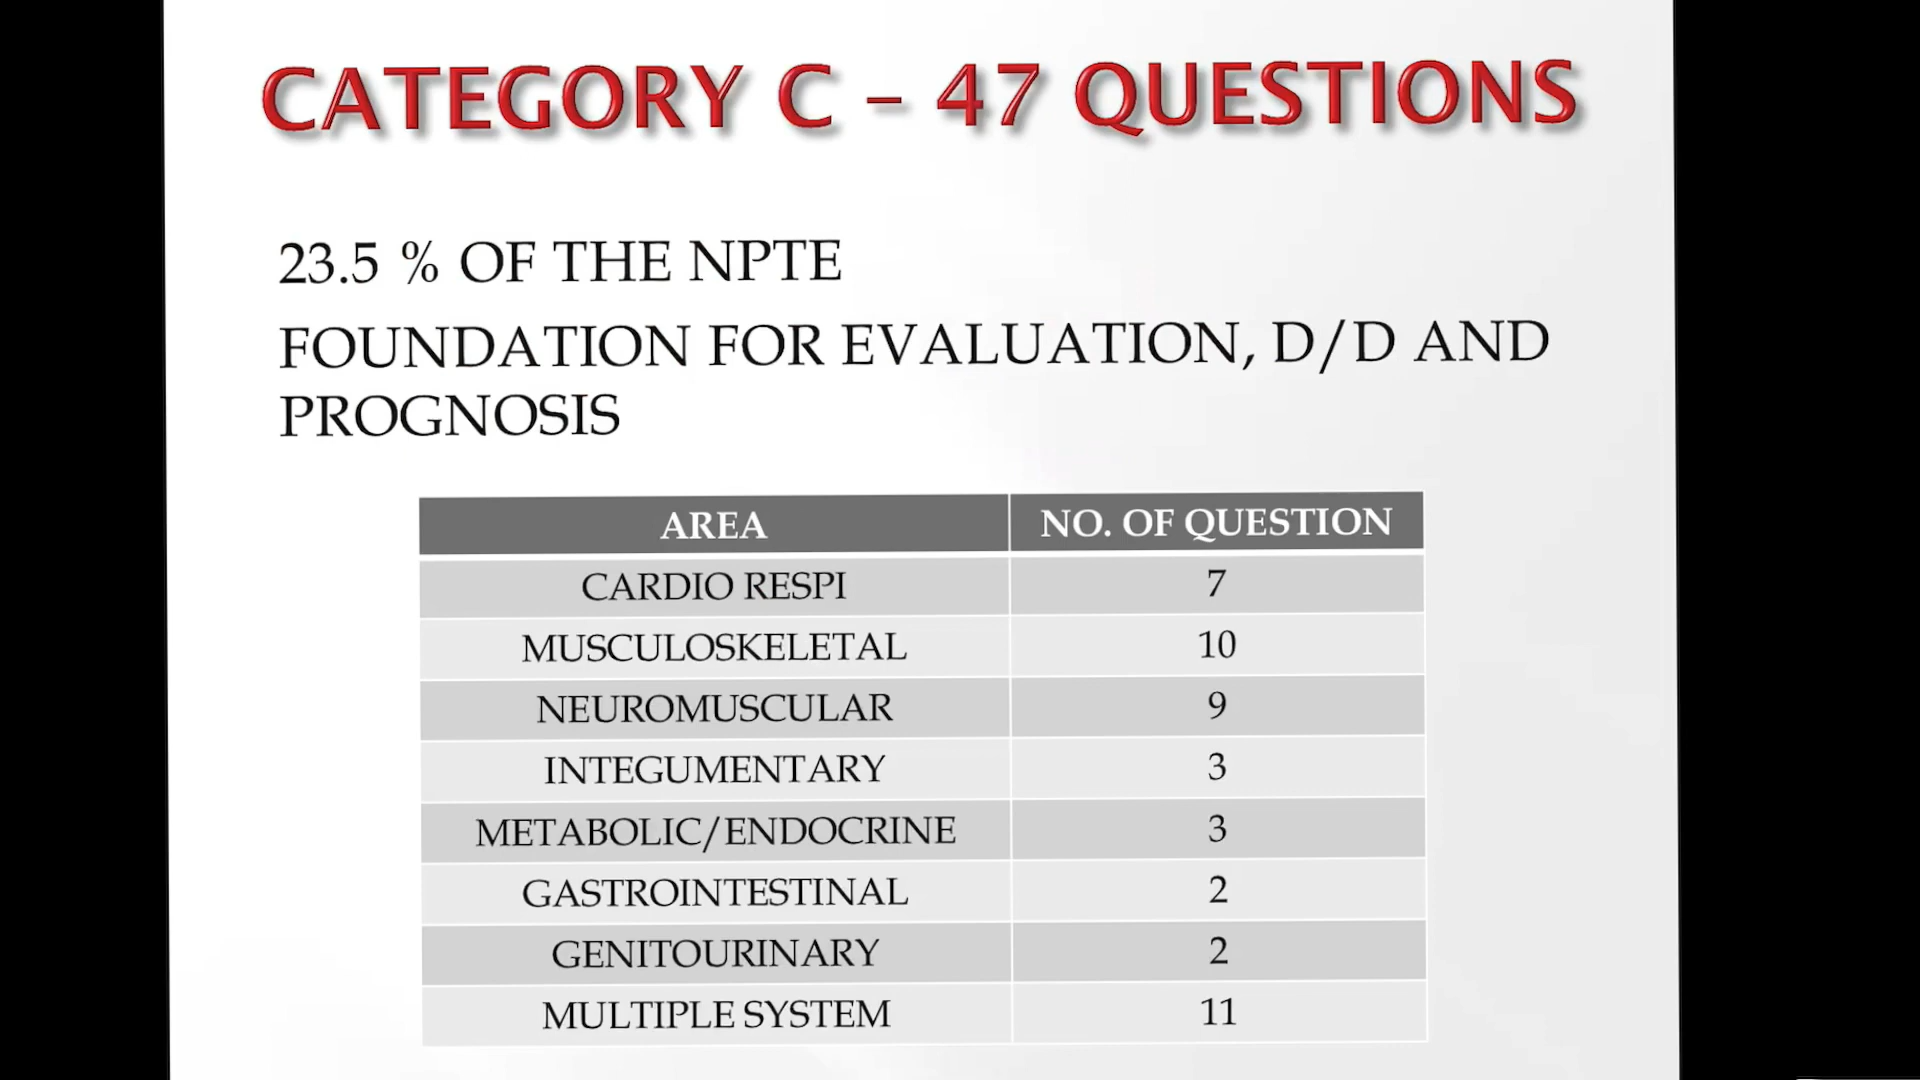 CATEGORY C – 47 QUESTIONS
23.5 % OF THE NPTE
FOUNDATION FOR EVALUATION, D/D AND
PROGNOSIS
AREA NO. OF QUESTION
CARDIO RESPI 7
MUSCULOSKELETAL 10
NEUROMUSCULAR 9
INTEGUMENTARY 3
METABOLIC/ENDOCRINE 3
GASTROINTESTINAL 2
GENITOURINARY 2
MULTIPLE SYSTEM 11